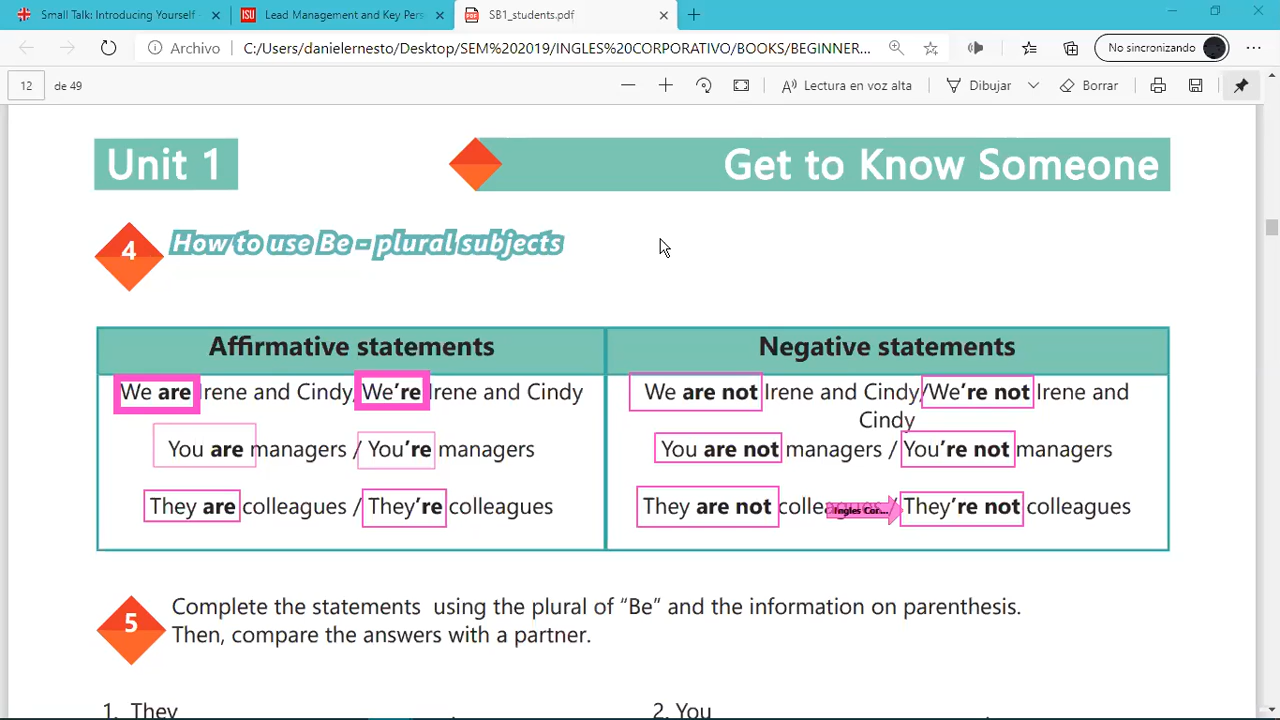 Small Talk: Introducing Yourself
ISU Lead Management and Key Pers
SB1_students.pdf
Archivo C:/Users/danielernesto/Desktop/SEM%202019/INGLES%20CORPORATIVO/BOOKS/BEGINNER... No sincronizando
12 de 49 Lectura en voz alta Dibujar Borrar
Unit 1 Get to Know Someone
4 How to use Be - plural subjects
Affirmative statements Negative statements
We are Irene and Cindy/ We're Irene and Cindy We are not Irene and Cindy/We're not Irene and
Cindy
You are managers / You're managers You are not managers / You're not managers
They are colleagues / They're colleagues They are not colleagues / They're not colleagues
Ingles Cor...
5 Complete the statements using the plural of “Be” and the information on parenthesis.
Then, compare the answers with a partner.
1. They 2. You